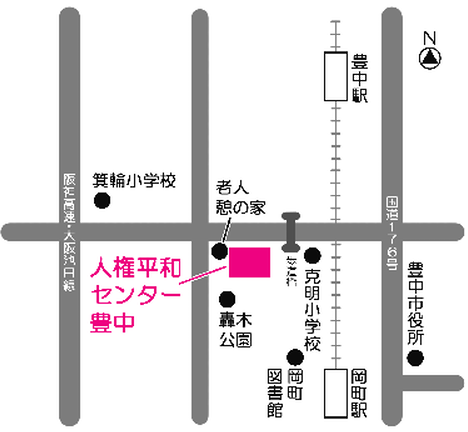 N
豊中駅
箕輪小学校
老人
憩の家
阪神高速・大阪池田線
国道176号
人権平和
センター
豊中
歩道橋
克明小学校
豊中市役所
轟木
公園
岡町
図書館
岡町駅